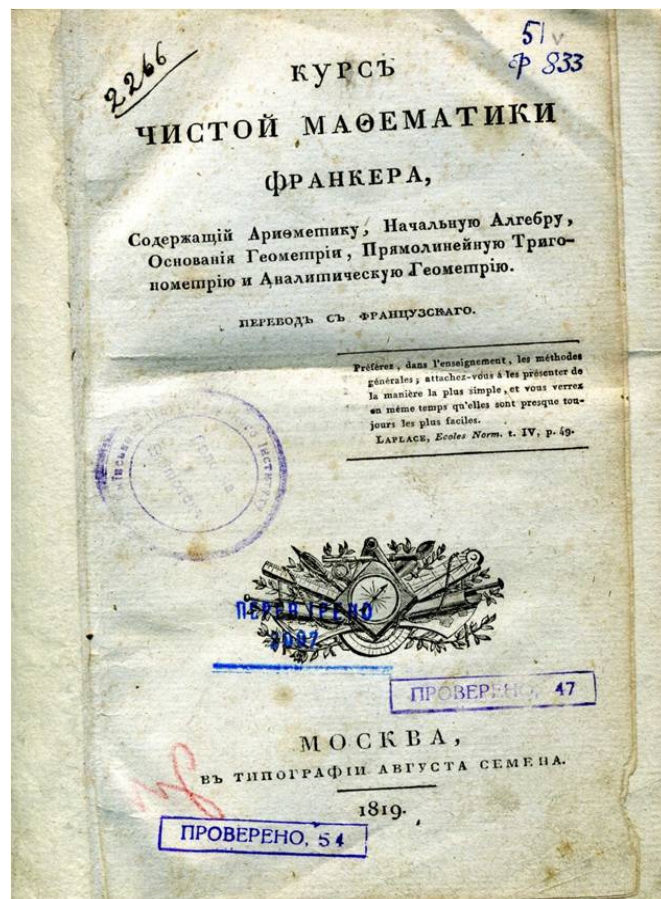 2266
51
Ф 833
КУРСЪ
ЧИСТОЙ МАѲЕМАТИКИ
ФРАНКЕРА,
Содержащій Ариѳметику, Начальную Алгебру,
Основанія Геометріи, Прямолинейную Триго-
нометрію и Аналитическую Геометрію.
ПЕРЕВОДЪ СЪ ФРАНЦУЗСКАГО.
Préférez, dans l'enseignement, les méthodes
générales; attachez-vous à les présenter de
la manière la plus simple, et vous verrez
en même temps qu'elles sont presque tou-
jours les plus faciles.
LAPLACE, Ecoles Norm. t. IV, p. 49.
ПЕРЕВІРЕНО
2007
ПРОВЕРЕНО, 47
МОСКВА,
ВЪ ТИПОГРАФІИ АВГУСТА СЕМЕНА.
1819.
ПРОВЕРЕНО, 54